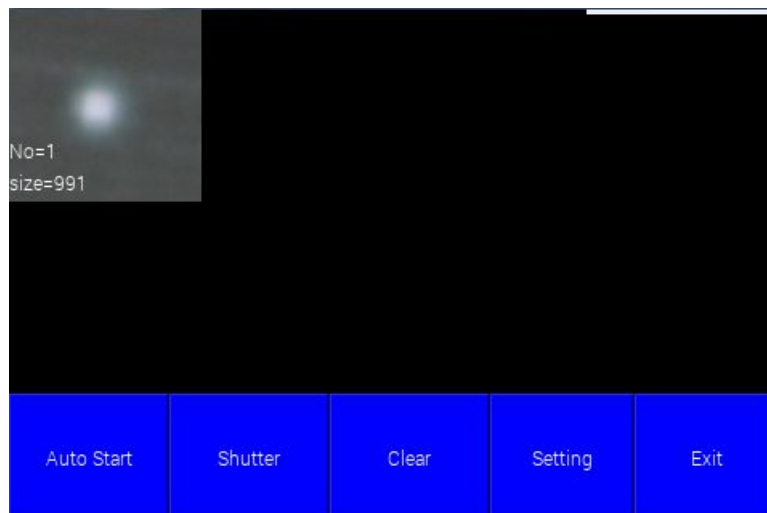 No=1
size=991
Auto Start
Shutter
Clear
Setting
Exit